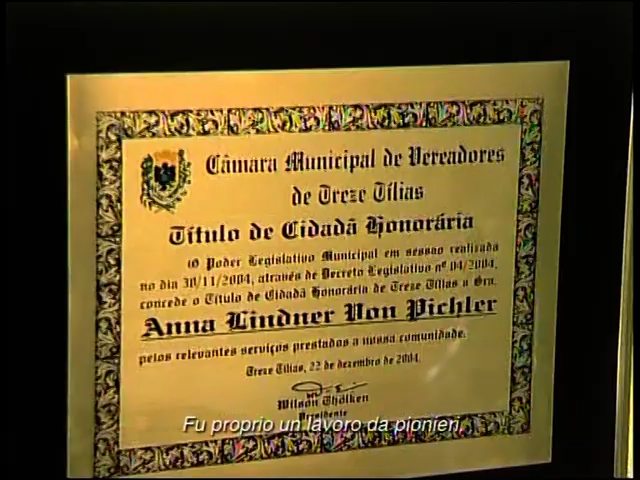 Câmara Municipal de Vereadores
de Treze Tílias
Título de Cidadã Honorária
O Poder Legislativo Municipal em sessão realizada
no dia 30/11/2004, através de Decreto Legislativo nº 04/2004,
concede o Título de Cidadã Honorária de Treze Tílias a Sra.
Anna Lindner Von Pichler
pelos relevantes serviços prestados a nossa comunidade.
Treze Tílias, 22 de dezembro de 2004.
Wilson Thölken
Presidente
Fu proprio un lavoro da pionieri,